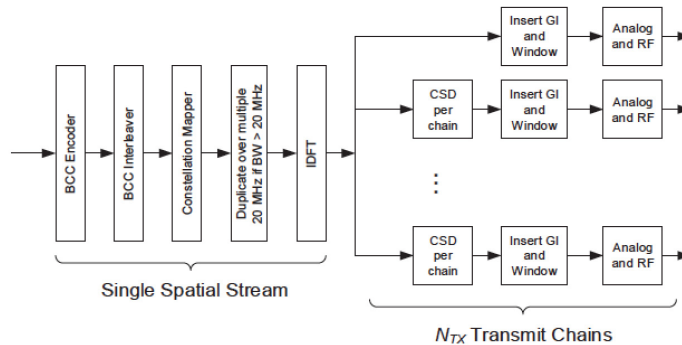 BCC Encoder
BCC Interleaver
Constellation Mapper
Duplicate over multiple
20 MHz if BW > 20 MHz
IDFT
Insert GI
and
Window
Analog
and RF
CSD
per
chain
Insert GI
and
Window
Analog
and RF
CSD
per
chain
Insert GI
and
Window
Analog
and RF
Single Spatial Stream
N_TX Transmit Chains